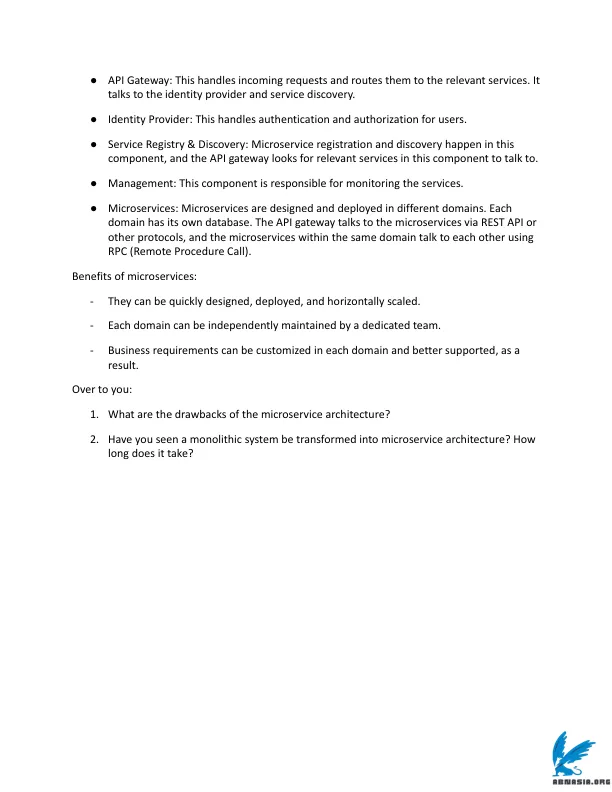 ● API Gateway: This handles incoming requests and routes them to the relevant services. It
talks to the identity provider and service discovery.
● Identity Provider: This handles authentication and authorization for users.
● Service Registry & Discovery: Microservice registration and discovery happen in this
component, and the API gateway looks for relevant services in this component to talk to.
● Management: This component is responsible for monitoring the services.
● Microservices: Microservices are designed and deployed in different domains. Each
domain has its own database. The API gateway talks to the microservices via REST API or
other protocols, and the microservices within the same domain talk to each other using
RPC (Remote Procedure Call).
Benefits of microservices:
- They can be quickly designed, deployed, and horizontally scaled.
- Each domain can be independently maintained by a dedicated team.
- Business requirements can be customized in each domain and better supported, as a
result.
Over to you:
1. What are the drawbacks of the microservice architecture?
2. Have you seen a monolithic system be transformed into microservice architecture? How
long does it take?
ABNASIA.ORG